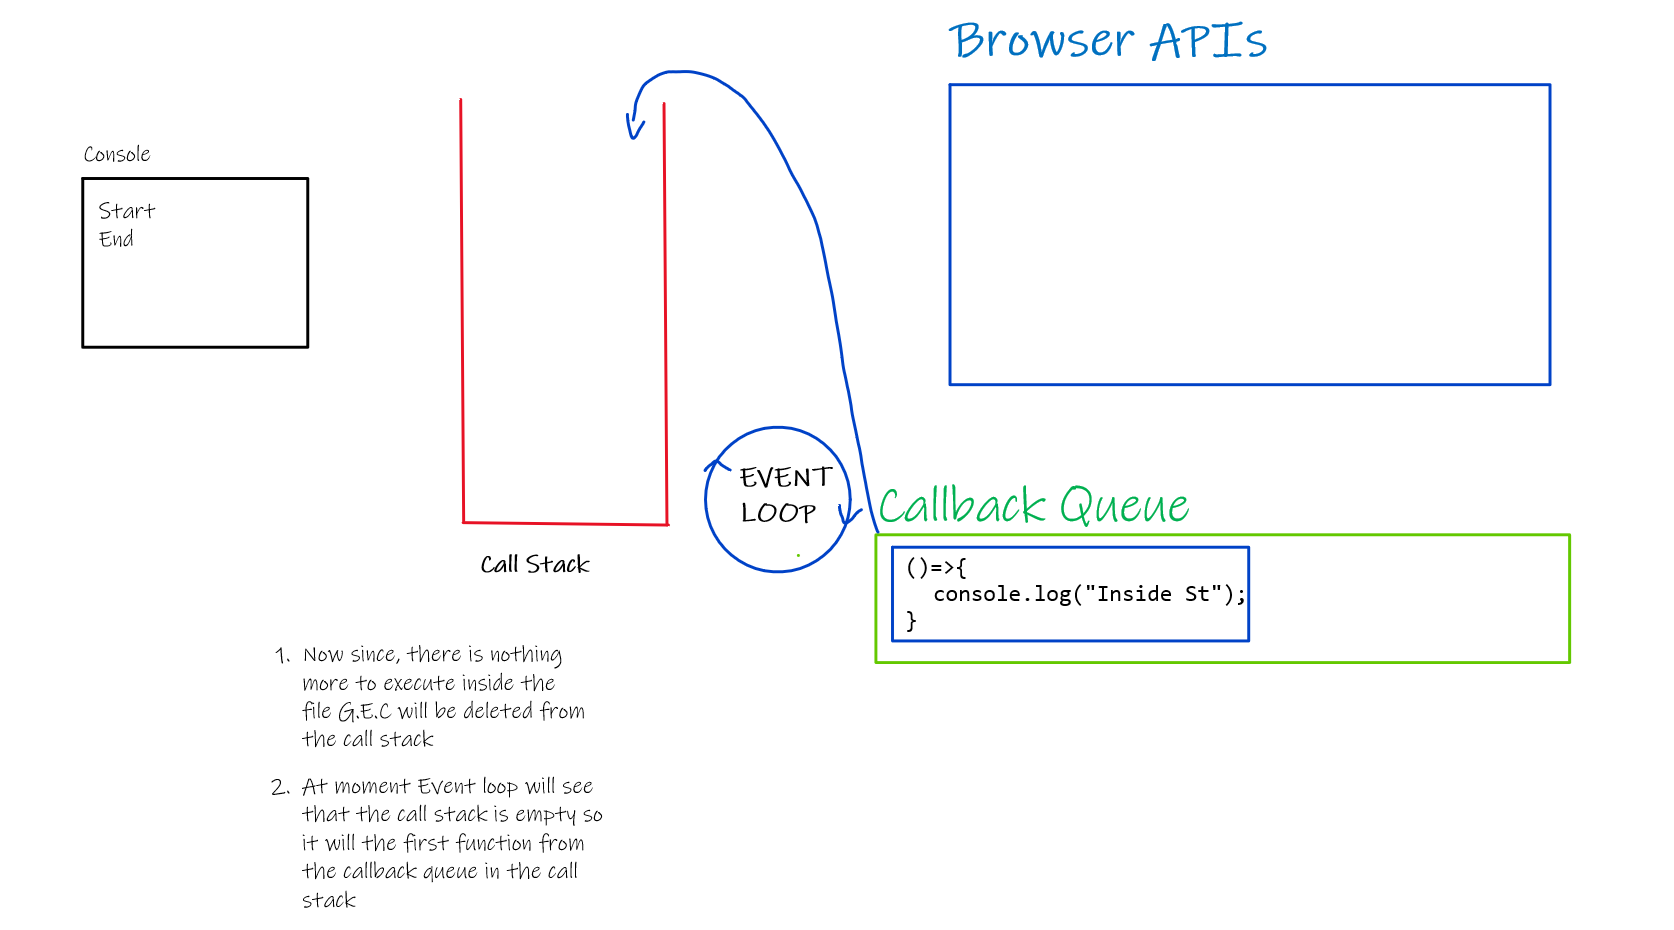 Browser APIs
Console
Start
End
EVENT
LOOP
Callback Queue
Call Stack
()=>{
console.log("Inside St");
}
1. Now since, there is nothing
more to execute inside the
file G.E.C will be deleted from
the call stack
2. At moment Event loop will see
that the call stack is empty so
it will the first function from
the callback queue in the call
stack